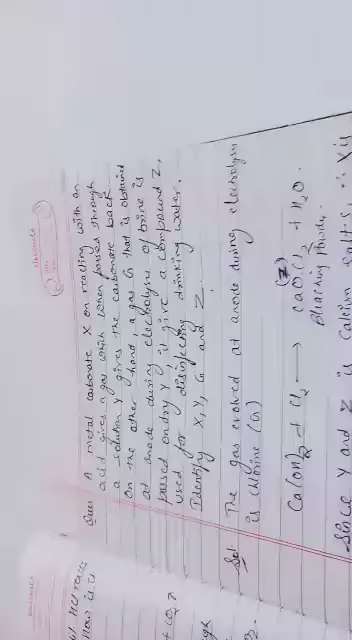 Ques A metal carbonate X on reacting with an
acid gives a gas which when passed through
a solution Y gives the carbonate back
On the other hand, a gas G that is obtained
at anode during electrolysis of brine is
passed on dry Y, it give a compound Z,
used for disinfecting drinking water.
Identify X, Y, G and Z.
Sol: The gas evolved at anode during electrolysis
is chlorine (G)
Ca(OH)2 + Cl2 ⟶ CaOCl2 + H2O.
(Z)
Bleaching Powder.
Since Y and Z is Calcium salts, ∴ X is